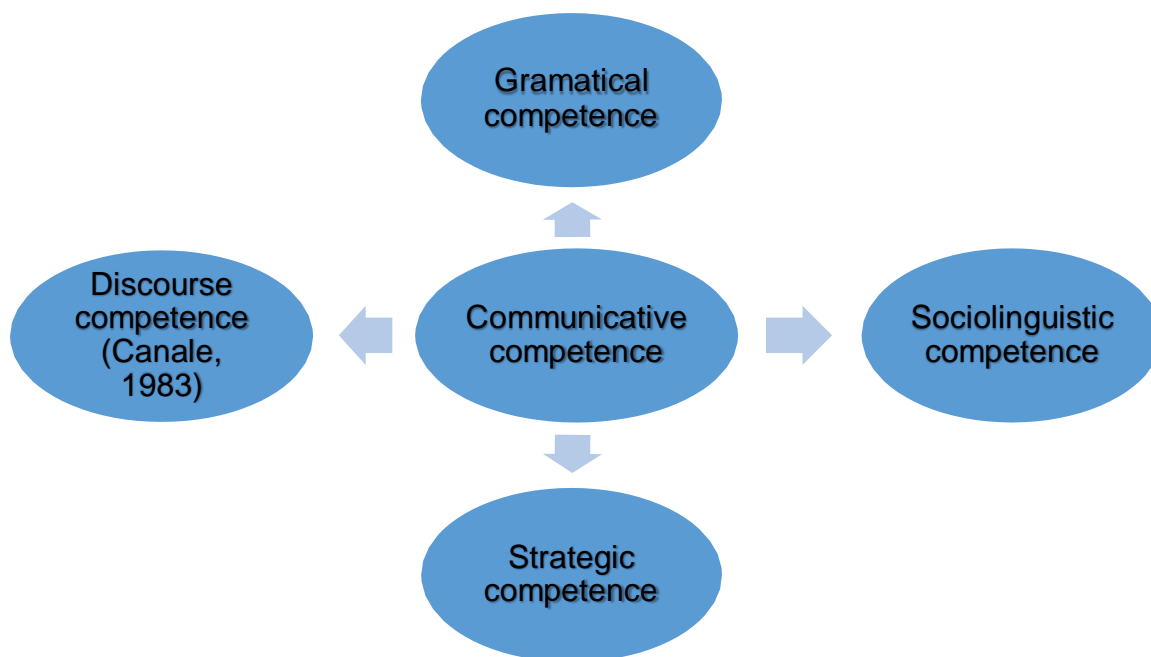 Gramatical
competence
Discourse
competence
(Canale,
1983)
Communicative
competence
Sociolinguistic
competence
Strategic
competence